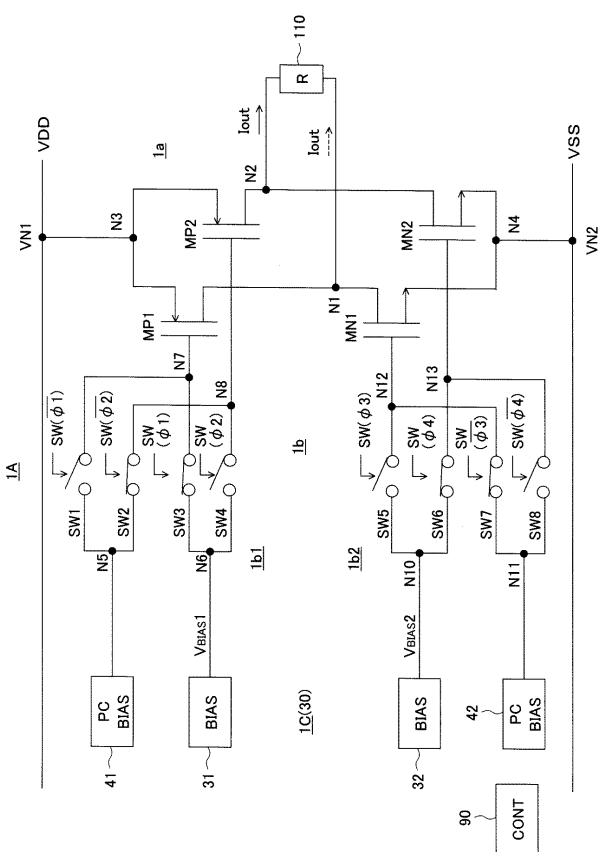 1A
VDD
VN1
N3
1a
MP2
MP1
N7
N8
N2
Iout
Iout
110
R
N1
SW(φ1̅)
SW(φ2̅)
SW
(φ1)
SW
(φ2)
SW1
SW2
SW3
SW4
N5
N6
1b1
1b
PC
BIAS
41
VBIAS1
BIAS
31
1C(30)
MN2
MN1
N4
N12
N13
SW(φ3)
SW
(φ4)
SW
(φ3̅)
SW(φ4̅)
SW5
SW6
SW7
SW8
1b2
N10
N11
VBIAS2
BIAS
32
42
PC
BIAS
VSS
VN2
90
CONT